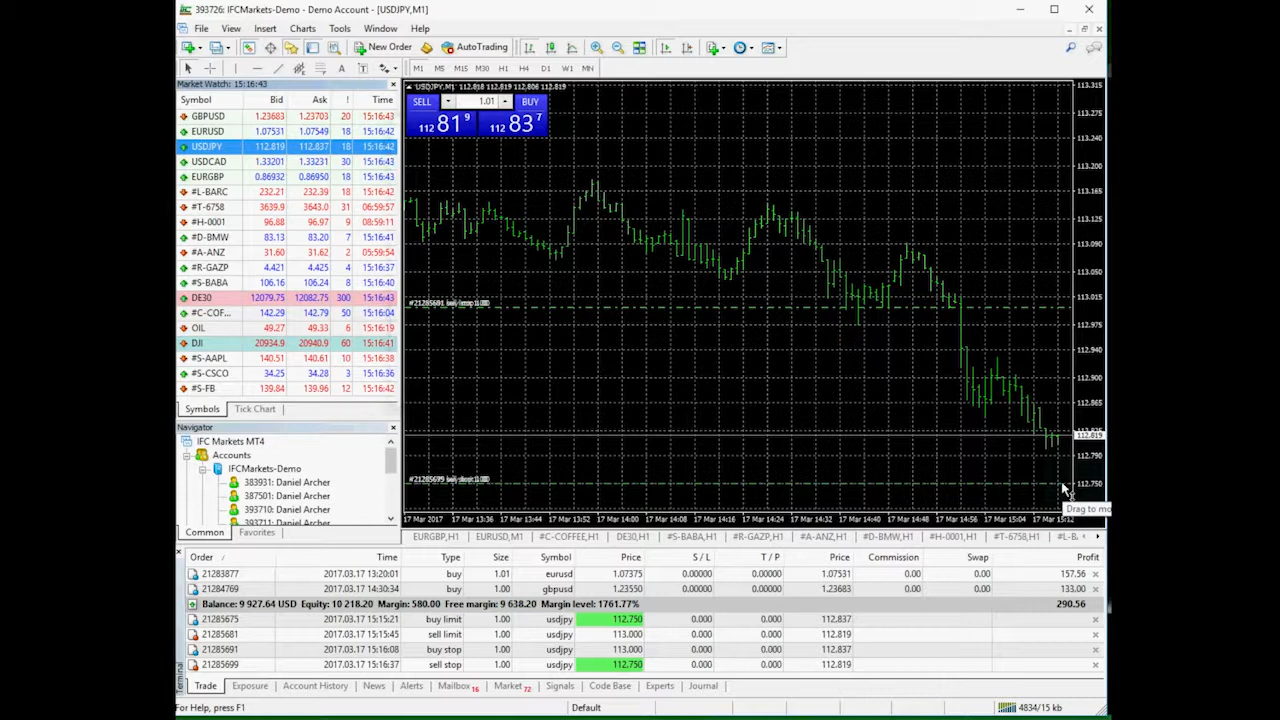 393726: IFCMarkets-Demo - Demo Account - [USDJPY,M1]
File View Insert Charts Tools Window Help
New Order AutoTrading
A T M1 M5 M15 M30 H1 H4 D1 W1 MN
Market Watch: 15:16:43
Symbol Bid Ask ! Time
GBPUSD 1.23683 1.23703 20 15:16:43
EURUSD 1.07531 1.07549 18 15:16:42
USDJPY 112.819 112.837 18 15:16:42
USDCAD 1.33201 1.33231 30 15:16:43
EURGBP 0.86932 0.86950 18 15:16:43
#L-BARC 232.21 232.39 18 15:16:42
#T-6758 3639.9 3643.0 31 06:59:57
#H-0001 96.88 96.97 9 08:59:11
#D-BMW 83.13 83.20 7 15:16:41
#A-ANZ 31.60 31.62 2 05:59:54
#R-GAZP 4.421 4.425 4 15:16:37
#S-BABA 106.16 106.24 8 15:16:40
DE30 12079.75 12082.75 300 15:16:43
#C-COF... 142.29 142.79 50 15:16:04
OIL 49.27 49.33 6 15:16:19
DJI 20934.9 20940.9 60 15:16:41
#S-AAPL 140.51 140.61 10 15:16:38
#S-CSCO 34.25 34.28 3 15:16:36
#S-FB 139.84 139.96 12 15:16:42
Symbols Tick Chart
Navigator
IFC Markets MT4
Accounts
IFCMarkets-Demo
383931: Daniel Archer
387501: Daniel Archer
393710: Daniel Archer
393711: Daniel Archer
Common Favorites
USDJPY,M1 112.818 112.819 112.806 112.819
SELL 1.01 BUY
112 81 9 112 83 7
#21285691 buy stop 1.00
#21285699 sell stop 1.00
113.315
113.275
113.240
113.200
113.165
113.125
113.090
113.050
113.015
112.975
112.940
112.900
112.865
112.819
112.790
112.750
Drag to mo
17 Mar 2017 17 Mar 13:36 17 Mar 13:44 17 Mar 13:52 17 Mar 14:00 17 Mar 14:08 17 Mar 14:16 17 Mar 14:24 17 Mar 14:32 17 Mar 14:40 17 Mar 14:48 17 Mar 14:56 17 Mar 15:04 17 Mar 15:12
EURGBP,H1 EURUSD,M1 #C-COFFEE,H1 DE30,H1 #S-BABA,H1 #R-GAZP,H1 #A-ANZ,H1 #D-BMW,H1 #H-0001,H1 #T-6758,H1 #L-B
Order / Time Type Size Symbol Price S / L T / P Price Commission Swap Profit
21283877 2017.03.17 13:20:01 buy 1.01 eurusd 1.07375 0.00000 0.00000 1.07531 0.00 0.00 157.56
21284769 2017.03.17 14:30:34 buy 1.00 gbpusd 1.23550 0.00000 0.00000 1.23683 0.00 0.00 133.00
Balance: 9 927.64 USD Equity: 10 218.20 Margin: 580.00 Free margin: 9 638.20 Margin level: 1761.77% 290.56
21285675 2017.03.17 15:15:21 buy limit 1.00 usdjpy 112.750 0.000 0.000 112.837
21285681 2017.03.17 15:15:45 sell limit 1.00 usdjpy 113.000 0.000 0.000 112.819
21285691 2017.03.17 15:16:08 buy stop 1.00 usdjpy 113.000 0.000 0.000 112.837
21285699 2017.03.17 15:16:37 sell stop 1.00 usdjpy 112.750 0.000 0.000 112.819
Terminal
Trade Exposure Account History News Alerts Mailbox 16 Market 72 Signals Code Base Experts Journal
For Help, press F1 Default 4834/15 kb